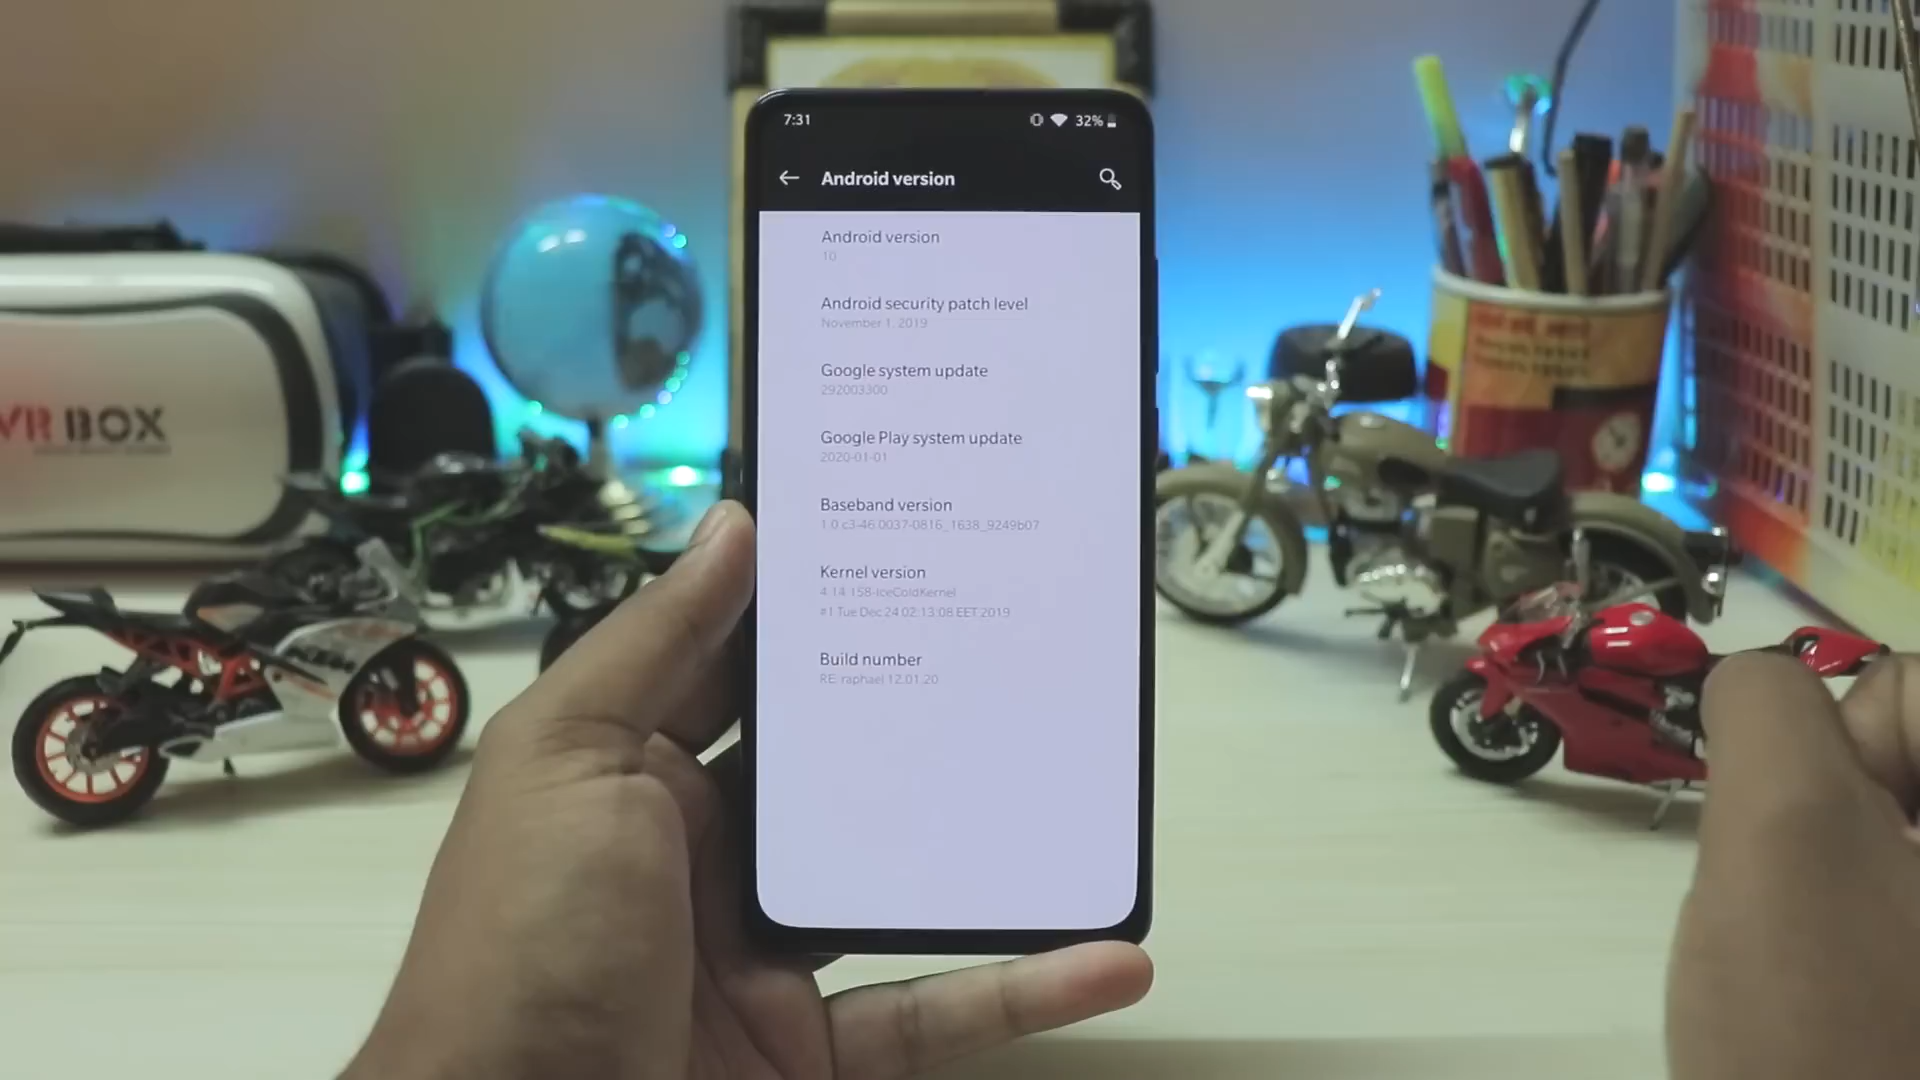 7:31
32%
Android version
Android version
10
Android security patch level
November 1, 2019
Google system update
292003300
Google Play system update
2020-01-01
Baseband version
1.0.c3-46.0037-0816_1638_9249b07
Kernel version
4.14.158-IceColdKernel
#1 Tue Dec 24 02:13:08 EET 2019
Build number
RE: raphael 12.01.20
VR BOX
KTM